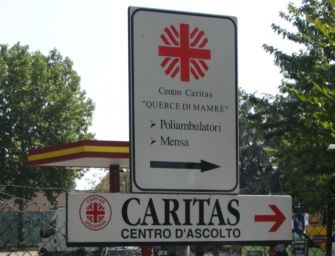 Centro Caritas
"QUERCE DI MAMRE"
➤ Poliambulatori
➤ Mensa
CARITAS
CENTRO D'ASCOLTO
CARITAS